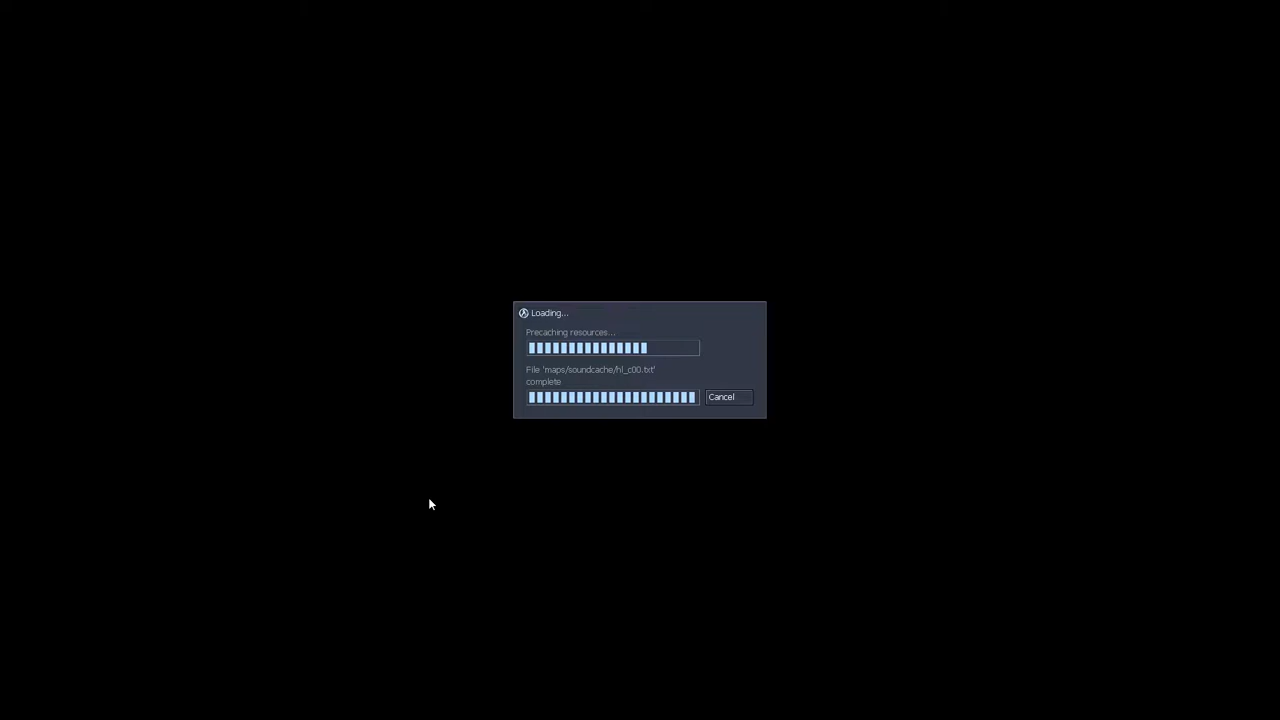 Loading...
Precaching resources...
File 'maps/soundcache/hl_c00.txt'
complete
Cancel